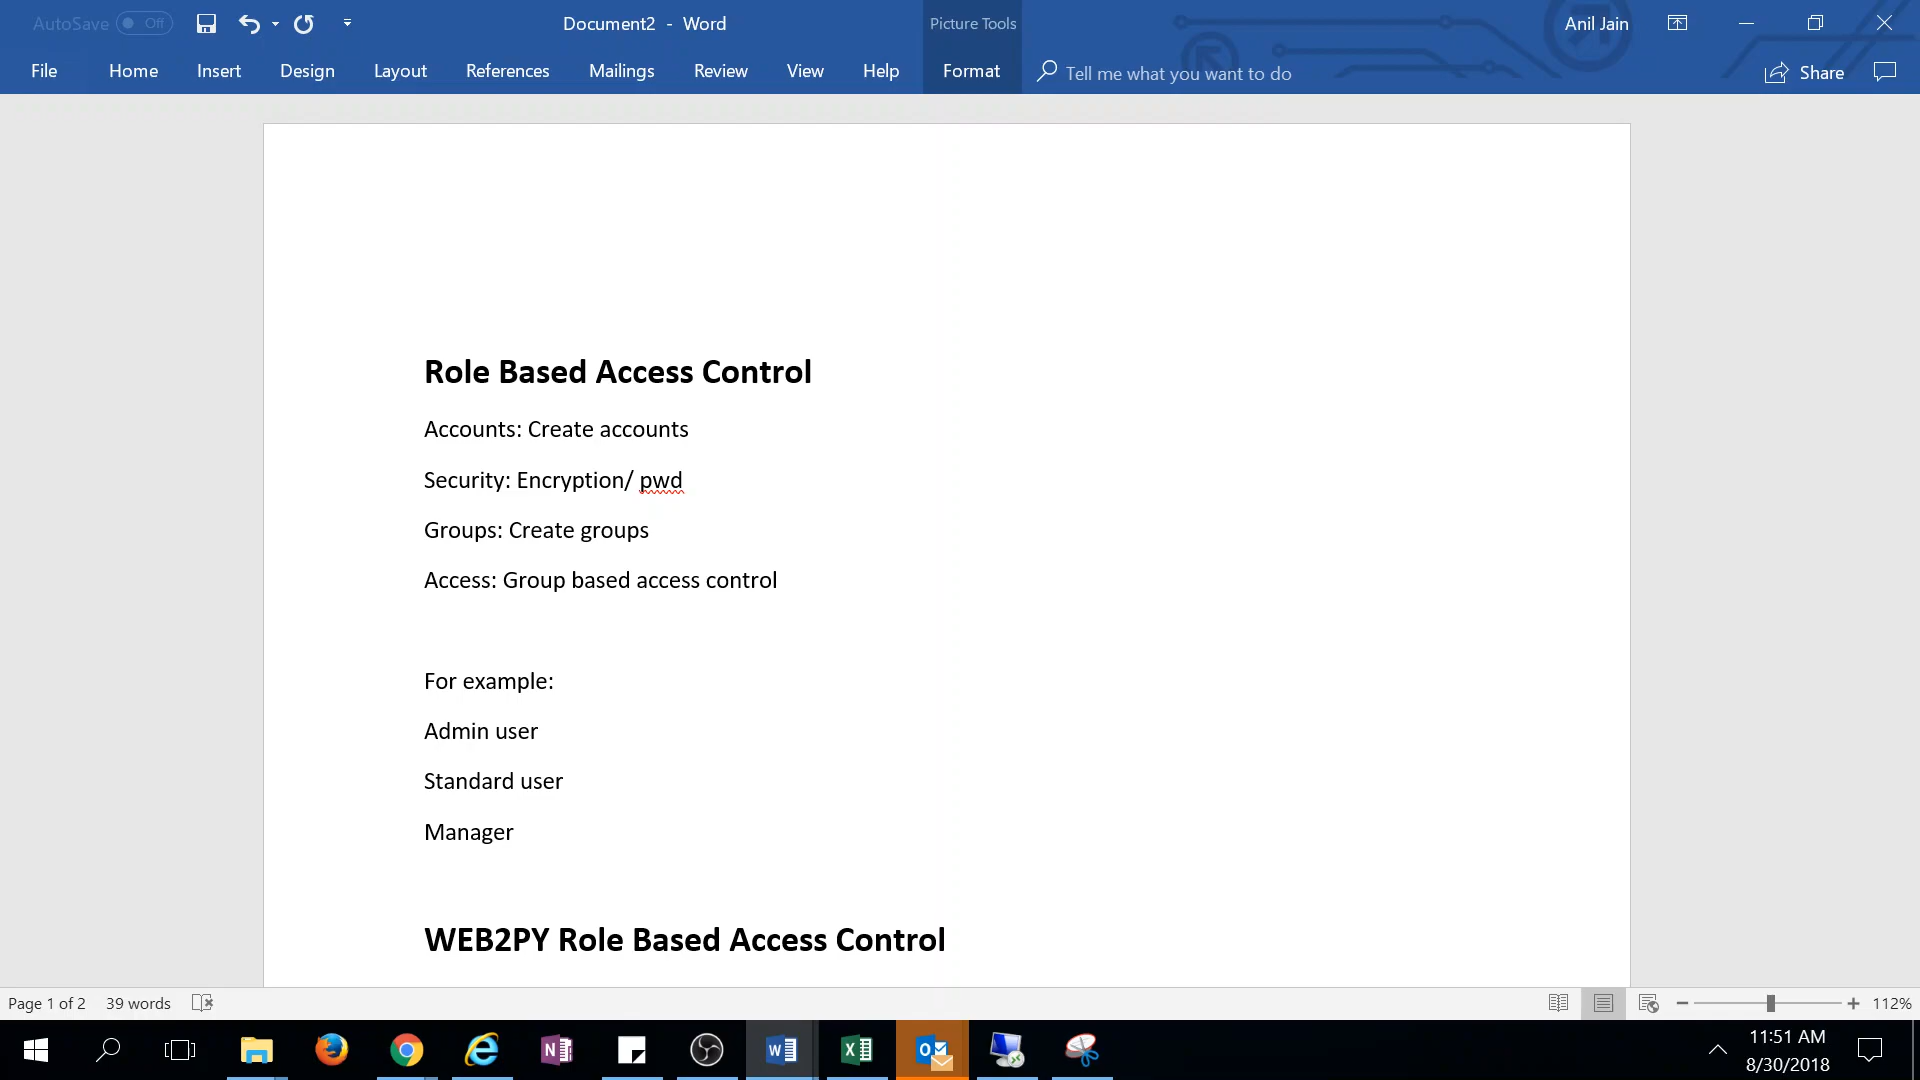 AutoSave Off
Document2 - Word
Picture Tools
Anil Jain
File Home Insert Design Layout References Mailings Review View Help Format Tell me what you want to do Share
Role Based Access Control
Accounts: Create accounts
Security: Encryption/ pwd
Groups: Create groups
Access: Group based access control
For example:
Admin user
Standard user
Manager
WEB2PY Role Based Access Control
Page 1 of 2 39 words 112%
11:51 AM
8/30/2018